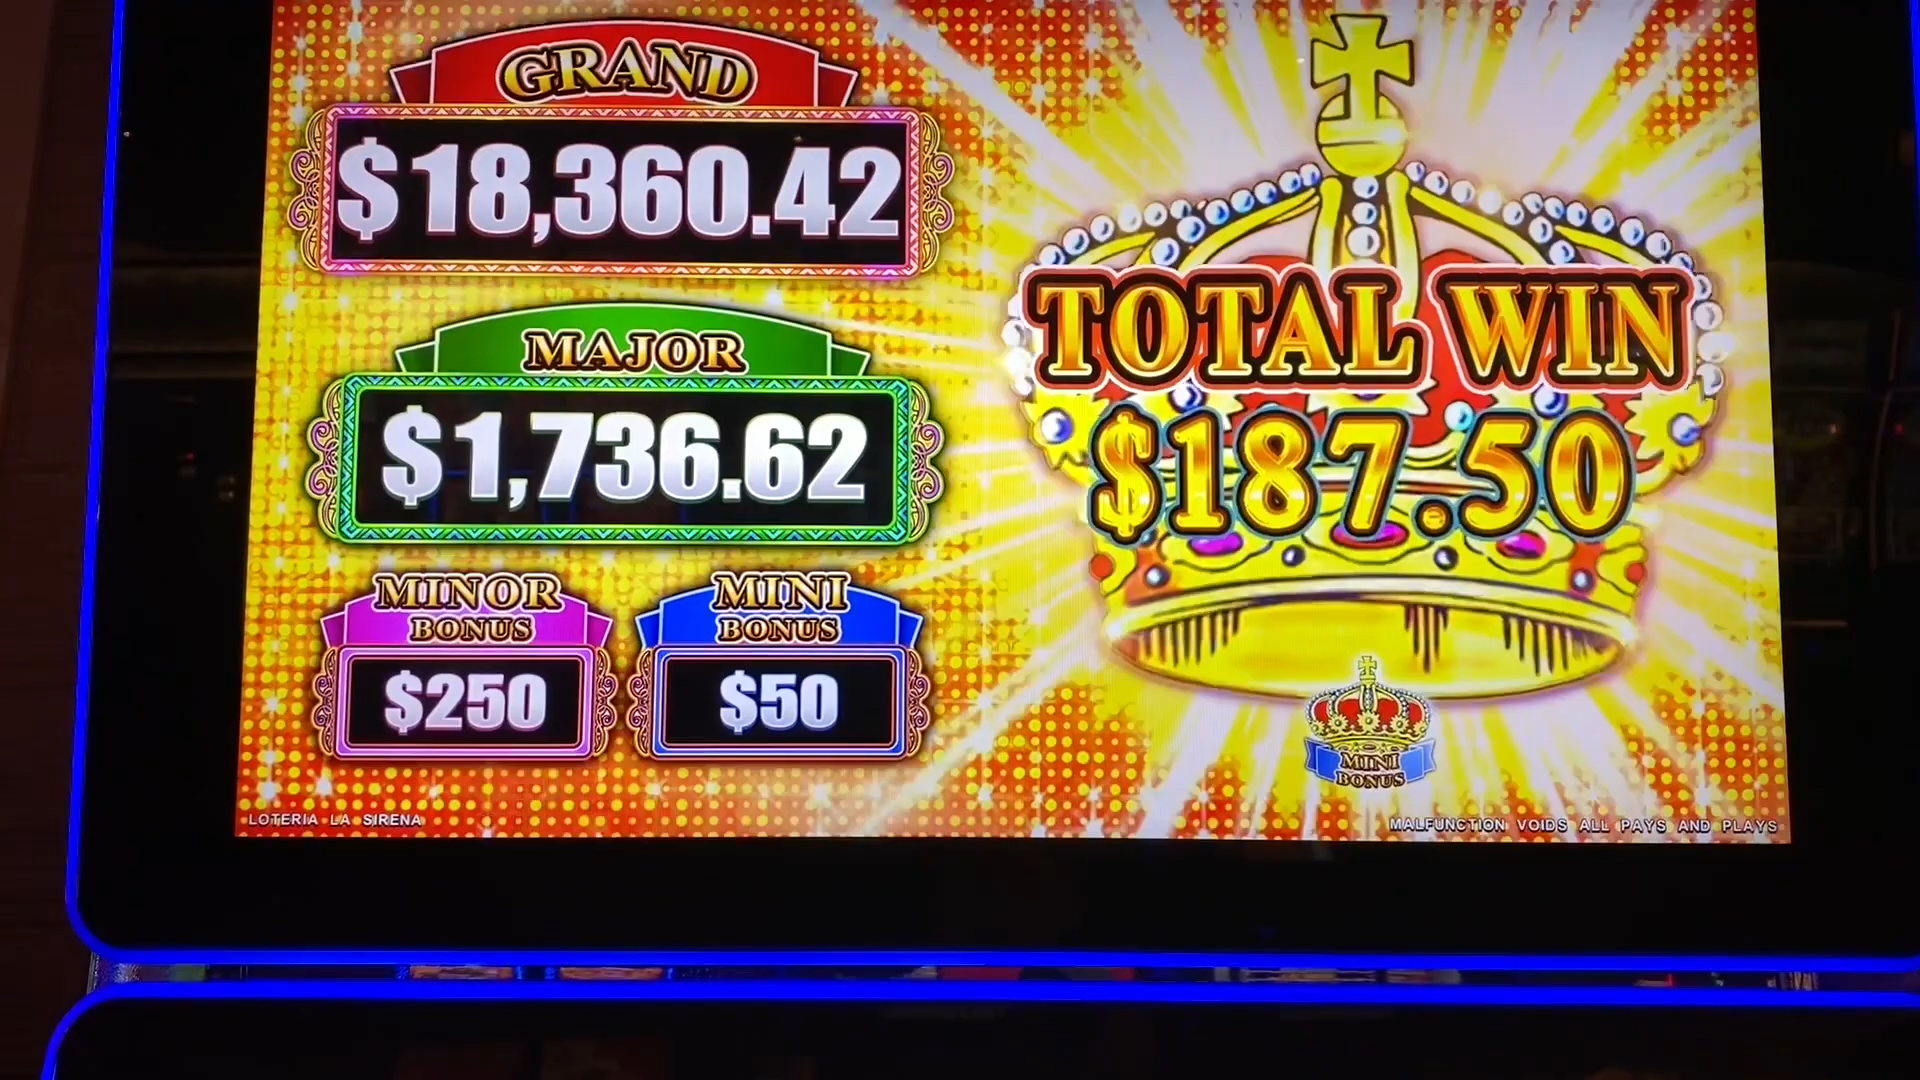 GRAND
$18,360.42
MAJOR
$1,736.62
MINOR
BONUS
$250
MINI
BONUS
$50
TOTAL WIN
$187.50
MINI
BONUS
LOTERIA LA SIRENA
MALFUNCTION VOIDS ALL PAYS AND PLAYS